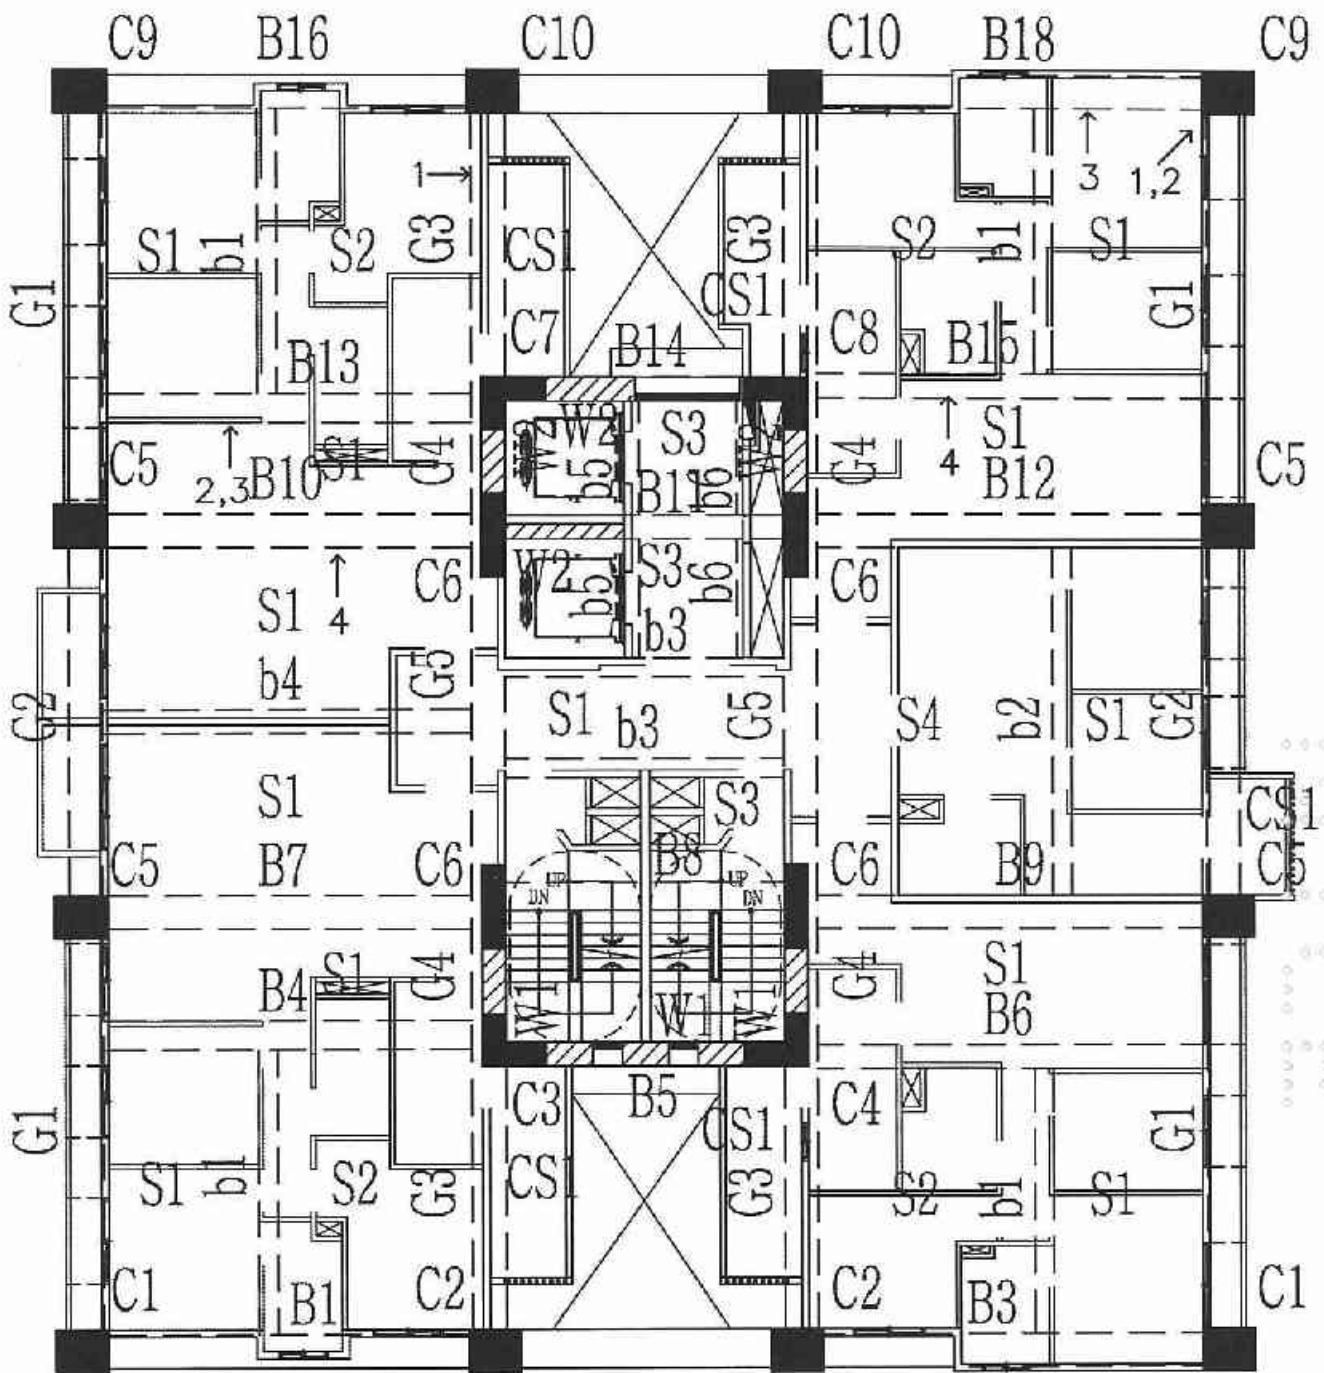 C9 B16 C10 C10 B18 C9
1 3 1,2
S1 b1 S2 G3 CS1 G3 S2 b1 S1
G1 CS1 G1
C7 B14 C8 B15
B13
W2 W2 S3 S1
C5 S1 G4 b5 b6 G4 C5
2,3 B10 B11 4 B12
W2 S3
C6 b5 b6 C6
S1 4 b3
b4 G5
G2 S1 b3 G5 S4 b2 S1 G2
S1 S3 CS1
C5 B7 C6 B8 C6 B9
UP UP
DN DN
S1 G4 G4 S1
B4 W1 W1 W1 B6
C3 B5 C4
G1 CS1 G1
S1 b1 S2 G3 CS1 G3 S2 b1 S1
C1 B1 C2 C2 B3 C1